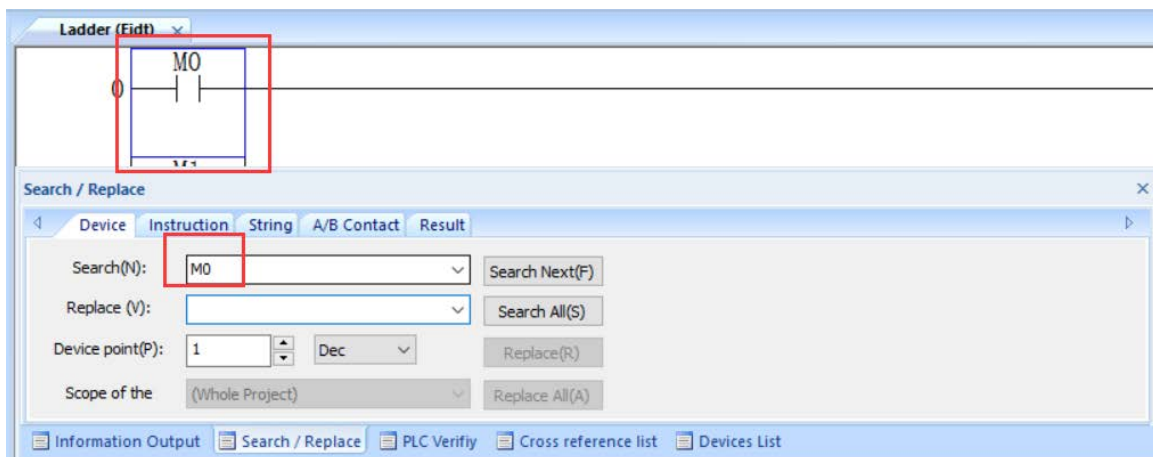 Ladder (Eidt) ×
M0
0
M1
Search / Replace ×
Device Instruction String A/B Contact Result
Search(N): M0 Search Next(F)
Replace (V): Search All(S)
Device point(P): 1 Dec Replace(R)
Scope of the (Whole Project) Replace All(A)
Information Output Search / Replace PLC Verifiy Cross reference list Devices List